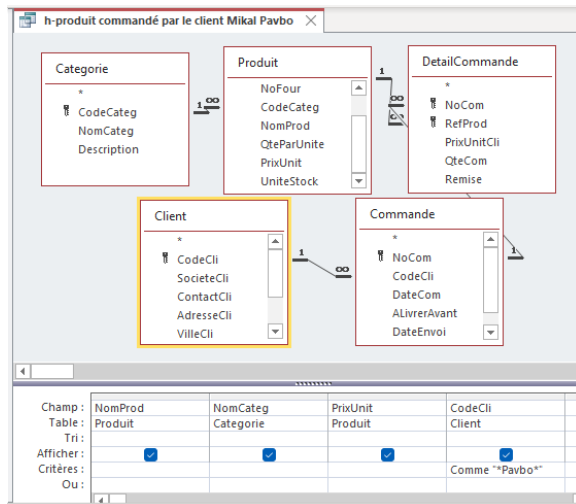 h-produit commandé par le client Mikal Pavbo
Categorie
*
CodeCateg
NomCateg
Description
1 ∞
Produit
NoFour
CodeCateg
NomProd
QteParUnite
PrixUnit
UniteStock
1
∞
∞
DetailCommande
*
NoCom
RefProd
PrixUnitCli
QteCom
Remise
Client
*
CodeCli
SocieteCli
ContactCli
AdresseCli
VilleCli
1
∞
Commande
*
NoCom
CodeCli
DateCom
ALivrerAvant
DateEnvoi
1
Champ : NomProd NomCateg PrixUnit CodeCli
Table : Produit Categorie Produit Client
Tri :
Afficher :
Critères : Comme "*Pavbo*"
Ou :